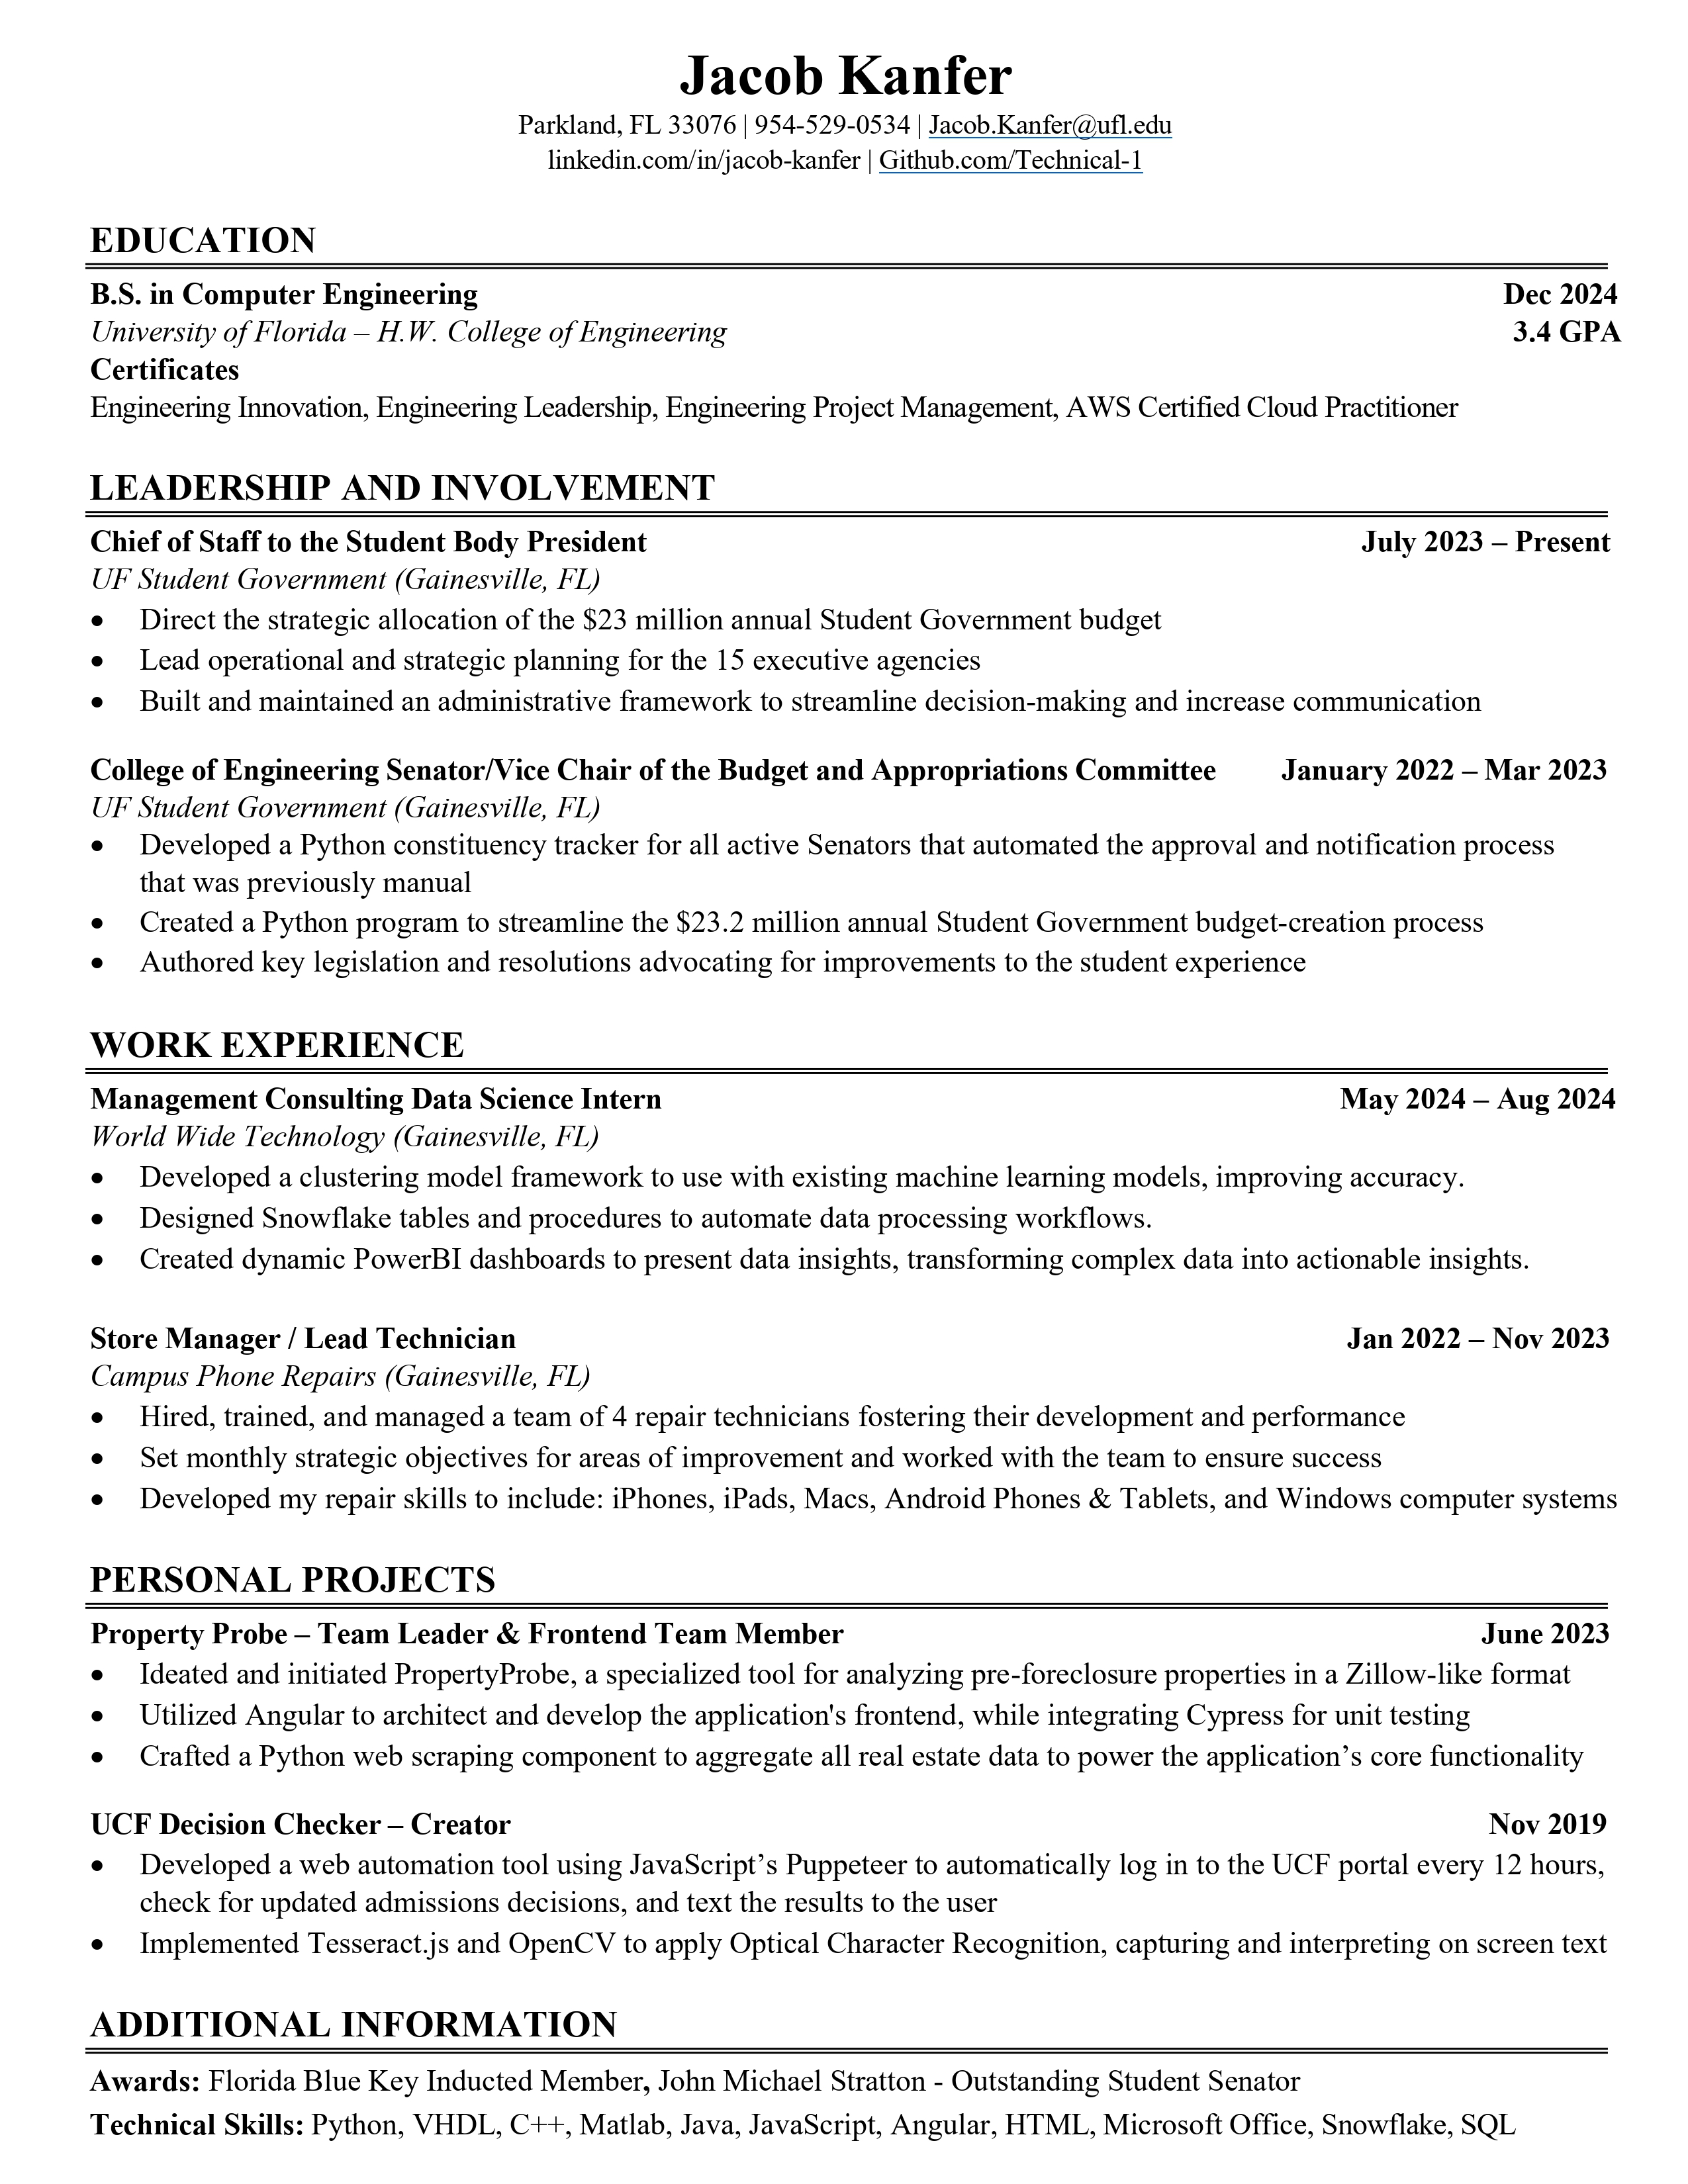 Jacob Kanfer
Parkland, FL 33076 | 954-529-0534 | Jacob.Kanfer@ufl.edu
linkedin.com/in/jacob-kanfer | Github.com/Technical-1
EDUCATION
B.S. in Computer Engineering Dec 2024
University of Florida – H.W. College of Engineering 3.4 GPA
Certificates
Engineering Innovation, Engineering Leadership, Engineering Project Management, AWS Certified Cloud Practitioner
LEADERSHIP AND INVOLVEMENT
Chief of Staff to the Student Body President July 2023 – Present
UF Student Government (Gainesville, FL)
• Direct the strategic allocation of the $23 million annual Student Government budget
• Lead operational and strategic planning for the 15 executive agencies
• Built and maintained an administrative framework to streamline decision-making and increase communication
College of Engineering Senator/Vice Chair of the Budget and Appropriations Committee January 2022 – Mar 2023
UF Student Government (Gainesville, FL)
• Developed a Python constituency tracker for all active Senators that automated the approval and notification process
that was previously manual
• Created a Python program to streamline the $23.2 million annual Student Government budget-creation process
• Authored key legislation and resolutions advocating for improvements to the student experience
WORK EXPERIENCE
Management Consulting Data Science Intern May 2024 – Aug 2024
World Wide Technology (Gainesville, FL)
• Developed a clustering model framework to use with existing machine learning models, improving accuracy.
• Designed Snowflake tables and procedures to automate data processing workflows.
• Created dynamic PowerBI dashboards to present data insights, transforming complex data into actionable insights.
Store Manager / Lead Technician Jan 2022 – Nov 2023
Campus Phone Repairs (Gainesville, FL)
• Hired, trained, and managed a team of 4 repair technicians fostering their development and performance
• Set monthly strategic objectives for areas of improvement and worked with the team to ensure success
• Developed my repair skills to include: iPhones, iPads, Macs, Android Phones & Tablets, and Windows computer systems
PERSONAL PROJECTS
Property Probe – Team Leader & Frontend Team Member June 2023
• Ideated and initiated PropertyProbe, a specialized tool for analyzing pre-foreclosure properties in a Zillow-like format
• Utilized Angular to architect and develop the application's frontend, while integrating Cypress for unit testing
• Crafted a Python web scraping component to aggregate all real estate data to power the application’s core functionality
UCF Decision Checker – Creator Nov 2019
• Developed a web automation tool using JavaScript’s Puppeteer to automatically log in to the UCF portal every 12 hours,
check for updated admissions decisions, and text the results to the user
• Implemented Tesseract.js and OpenCV to apply Optical Character Recognition, capturing and interpreting on screen text
ADDITIONAL INFORMATION
Awards: Florida Blue Key Inducted Member, John Michael Stratton - Outstanding Student Senator
Technical Skills: Python, VHDL, C++, Matlab, Java, JavaScript, Angular, HTML, Microsoft Office, Snowflake, SQL